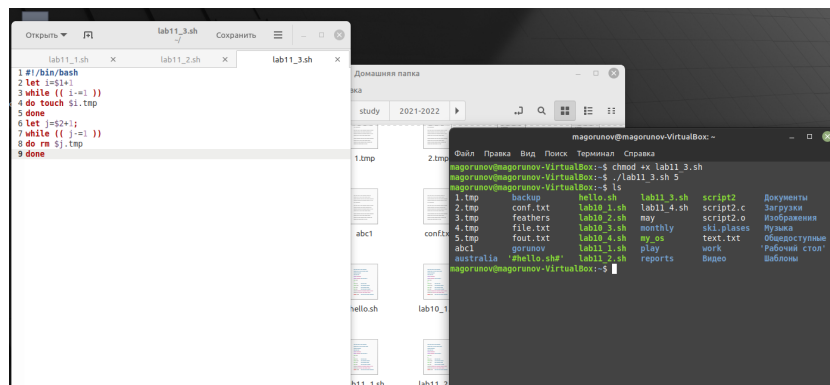 Открыть
lab11_3.sh
~/
Сохранить
lab11_1.sh ×
lab11_2.sh ×
lab11_3.sh ×
1 #!/bin/bash
2 let i=$1+1
3 while (( i-=1 ))
4 do touch $i.tmp
5 done
6 let j=$2+1;
7 while (( j-=1 ))
8 do rm $j.tmp
9 done
Домашняя папка
вка
study 2021-2022
1.tmp 2.tmp
abc1
hello.sh
magorunov@magorunov-VirtualBox: ~
Файл Правка Вид Поиск Терминал Справка
magorunov@magorunov-VirtualBox:~$ chmod +x lab11_3.sh
magorunov@magorunov-VirtualBox:~$ ./lab11_3.sh 5
magorunov@magorunov-VirtualBox:~$ ls
1.tmp backup hello.sh lab11_3.sh script2 Документы
2.tmp conf.txt lab10_1.sh lab11_4.sh script2.c Загрузки
3.tmp feathers lab10_2.sh may script2.o Изображения
4.tmp file.txt lab10_3.sh monthly ski.plases Музыка
5.tmp fout.txt lab10_4.sh my_os text.txt Общедоступные
abc1 gorunov lab11_1.sh play work 'Рабочий стол'
australia '#hello.sh#' lab11_2.sh reports Видео Шаблоны
magorunov@magorunov-VirtualBox:~$